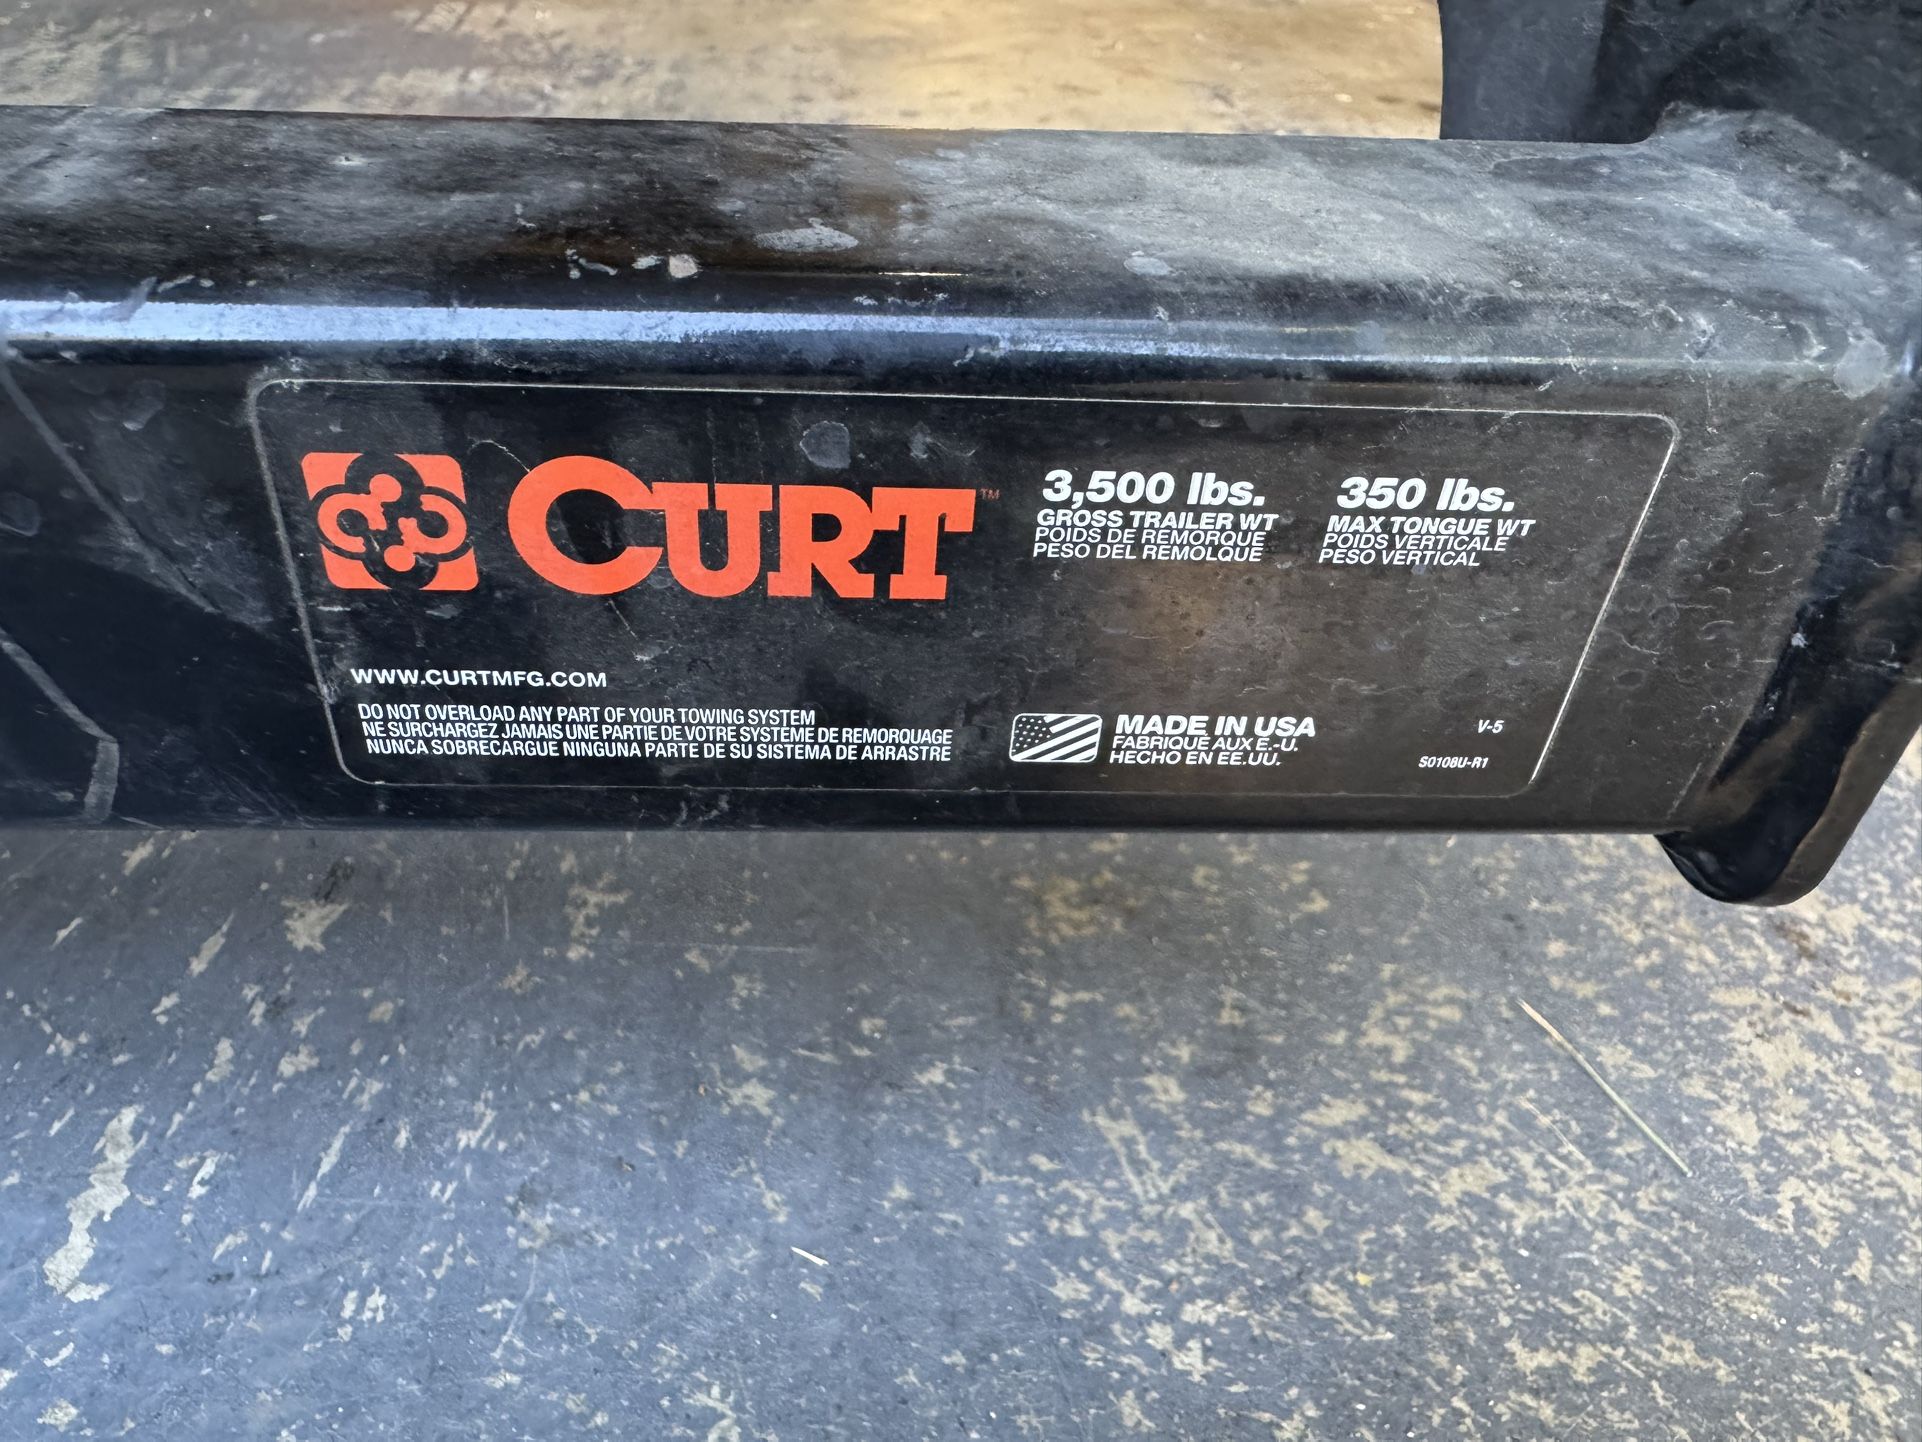 CURT™
3,500 lbs.
GROSS TRAILER WT
POIDS DE REMORQUE
PESO DEL REMOLQUE
350 lbs.
MAX TONGUE WT
POIDS VERTICALE
PESO VERTICAL
WWW.CURTMFG.COM
DO NOT OVERLOAD ANY PART OF YOUR TOWING SYSTEM
NE SURCHARGEZ JAMAIS UNE PARTIE DE VOTRE SYSTEME DE REMORQUAGE
NUNCA SOBRECARGUE NINGUNA PARTE DE SU SISTEMA DE ARRASTRE
MADE IN USA
FABRIQUE AUX E.-U.
HECHO EN EE.UU.
V-5
S0108U-R1